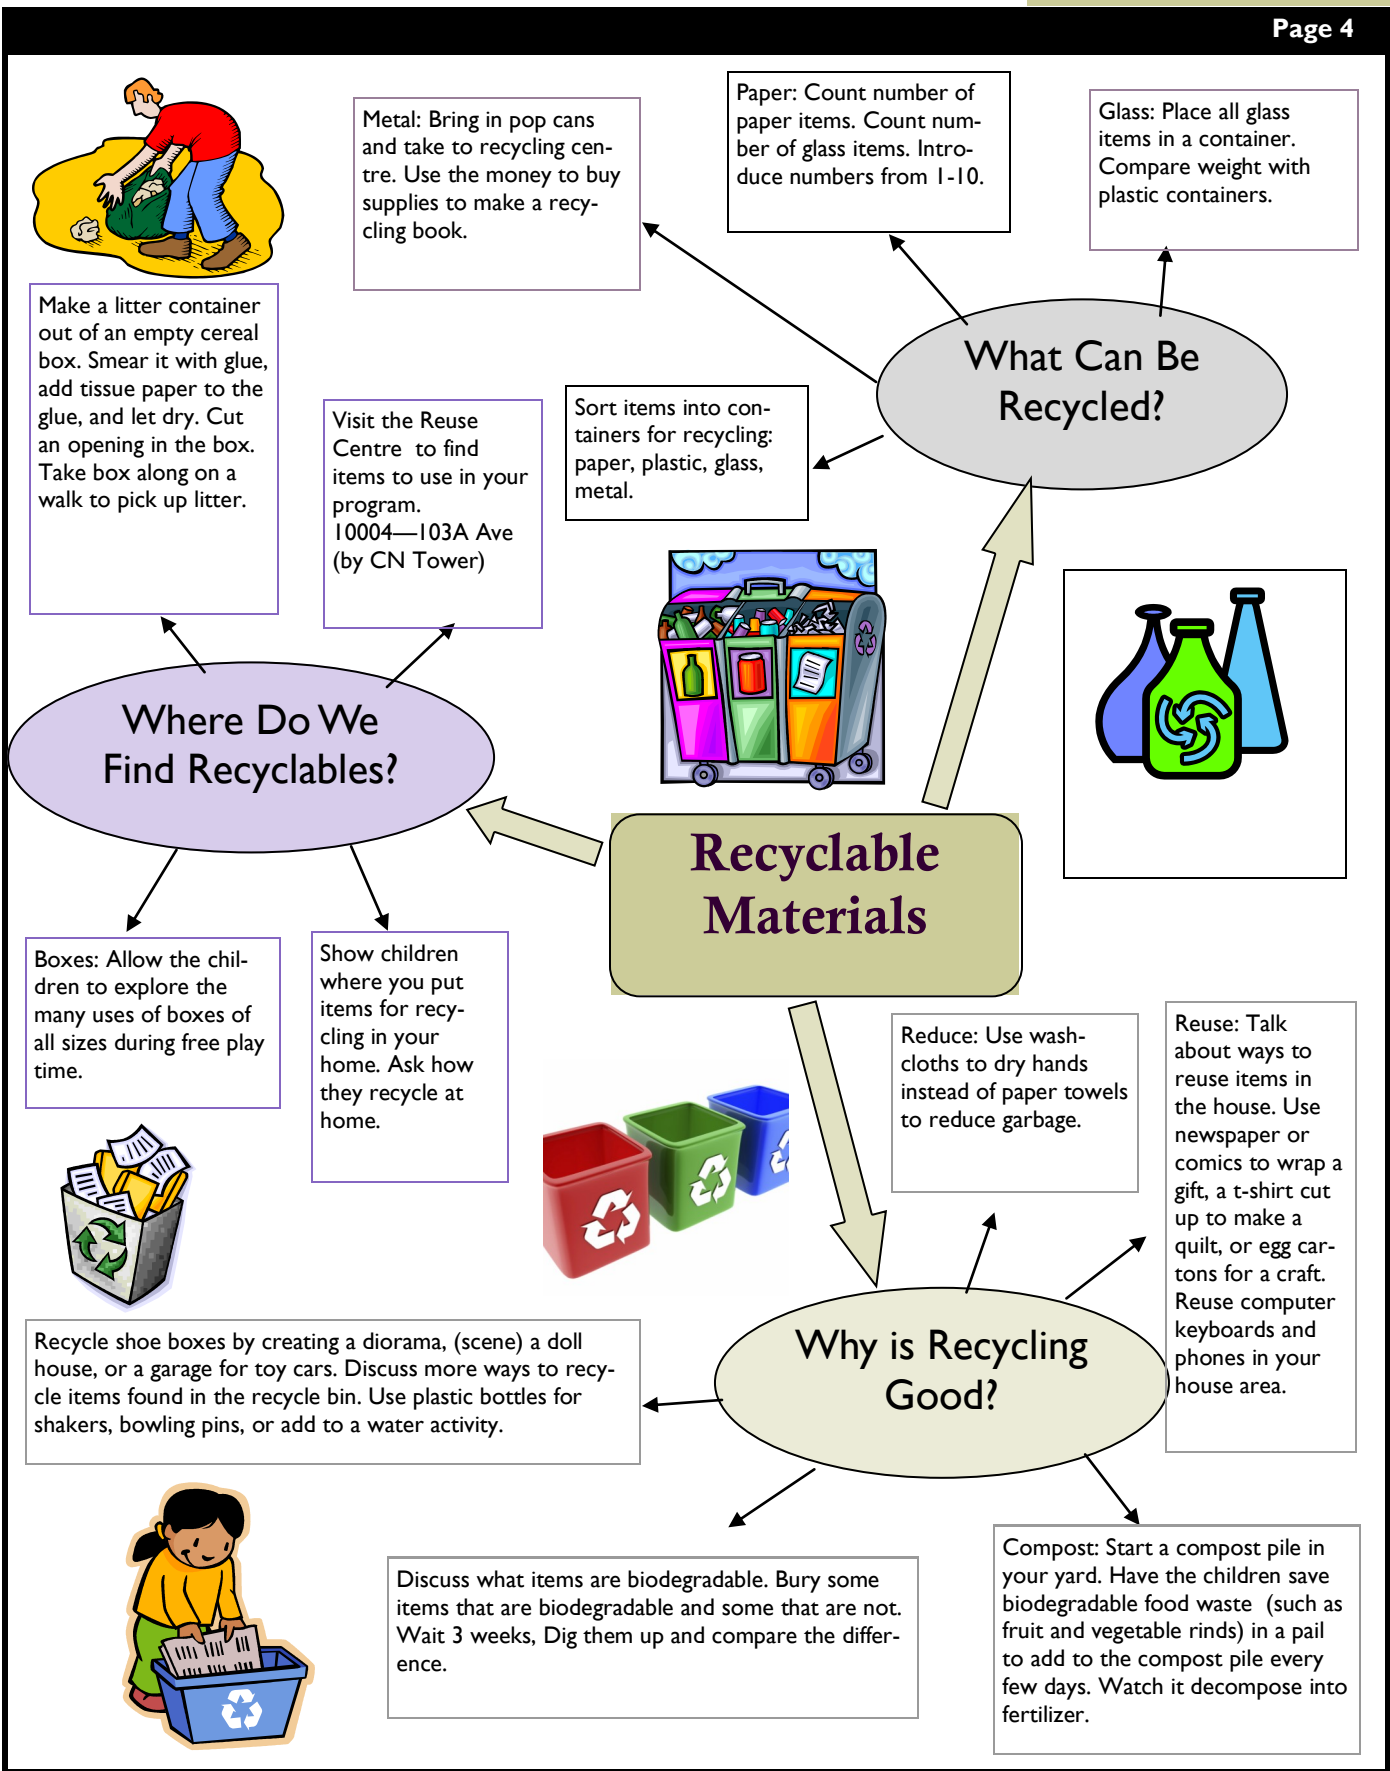 Page 4
Metal: Bring in pop cans
and take to recycling cen-
tre. Use the money to buy
supplies to make a recy-
cling book.
Paper: Count number of
paper items. Count num-
ber of glass items. Intro-
duce numbers from 1-10.
Glass: Place all glass
items in a container.
Compare weight with
plastic containers.
What Can Be
Recycled?
Sort items into con-
tainers for recycling:
paper, plastic, glass,
metal.
Make a litter container
out of an empty cereal
box. Smear it with glue,
add tissue paper to the
glue, and let dry. Cut
an opening in the box.
Take box along on a
walk to pick up litter.
Visit the Reuse
Centre  to find
items to use in your
program.
10004—103A Ave
(by CN Tower)
Where Do We
Find Recyclables?
Recyclable
Materials
Boxes: Allow the chil-
dren to explore the
many uses of boxes of
all sizes during free play
time.
Show children
where you put
items for recy-
cling in your
home. Ask how
they recycle at
home.
Reduce: Use wash-
cloths to dry hands
instead of paper towels
to reduce garbage.
Reuse: Talk
about ways to
reuse items in
the house. Use
newspaper or
comics to wrap a
gift, a t-shirt cut
up to make a
quilt, or egg car-
tons for a craft.
Reuse computer
keyboards and
phones in your
house area.
Why is Recycling
Good?
Recycle shoe boxes by creating a diorama, (scene) a doll
house, or a garage for toy cars. Discuss more ways to recy-
cle items found in the recycle bin. Use plastic bottles for
shakers, bowling pins, or add to a water activity.
Discuss what items are biodegradable. Bury some
items that are biodegradable and some that are not.
Wait 3 weeks, Dig them up and compare the differ-
ence.
Compost: Start a compost pile in
your yard. Have the children save
biodegradable food waste  (such as
fruit and vegetable rinds) in a pail
to add to the compost pile every
few days. Watch it decompose into
fertilizer.